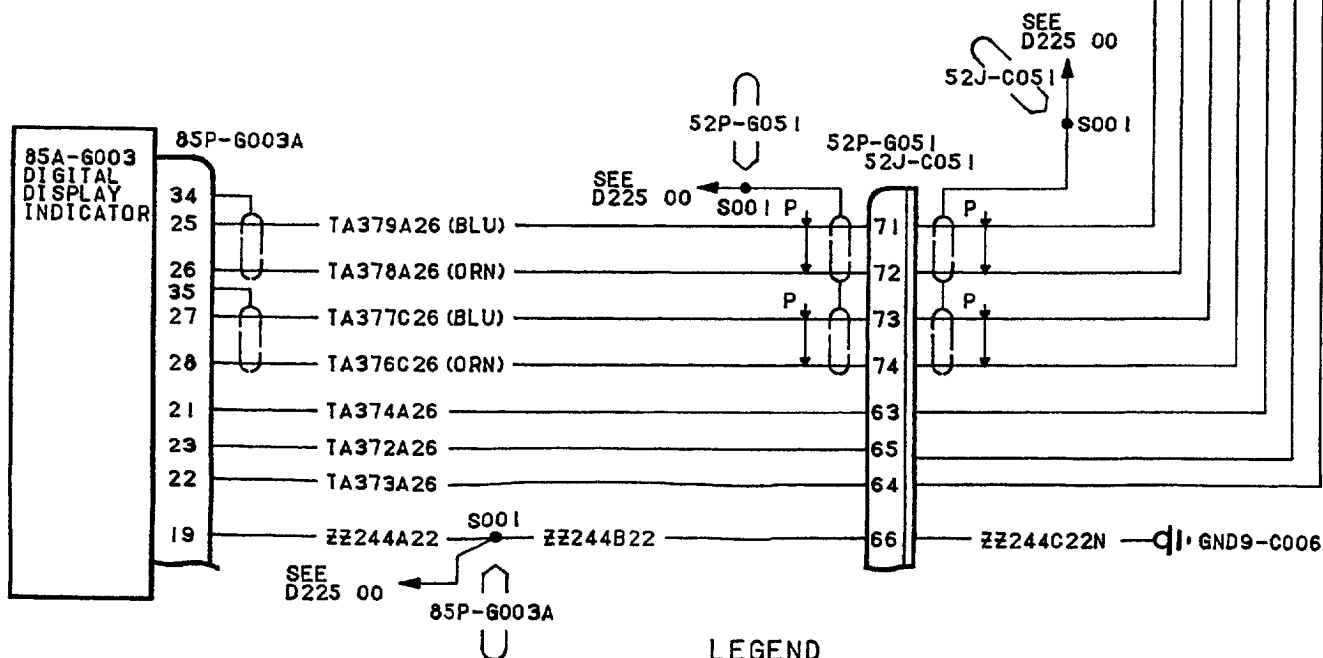 SEE
D225 00
52J-C051
S001
52P-G051
SEE
D225 00
S001
52P-G051
52J-C051
85P-G003A
85A-G003
DIGITAL
DISPLAY
INDICATOR
34
25 TA379A26 (BLU) P 71 P
26 TA378A26 (ORN) 72
35
27 TA377C26 (BLU) P 73 P
28 TA376C26 (ORN) 74
21 TA374A26 63
23 TA372A26 65
22 TA373A26 64
S001
19 ZZ244A22 ZZ244B22 66 ZZ244C22N GND9-C006
SEE
D225 00
85P-G003A
LEGEND